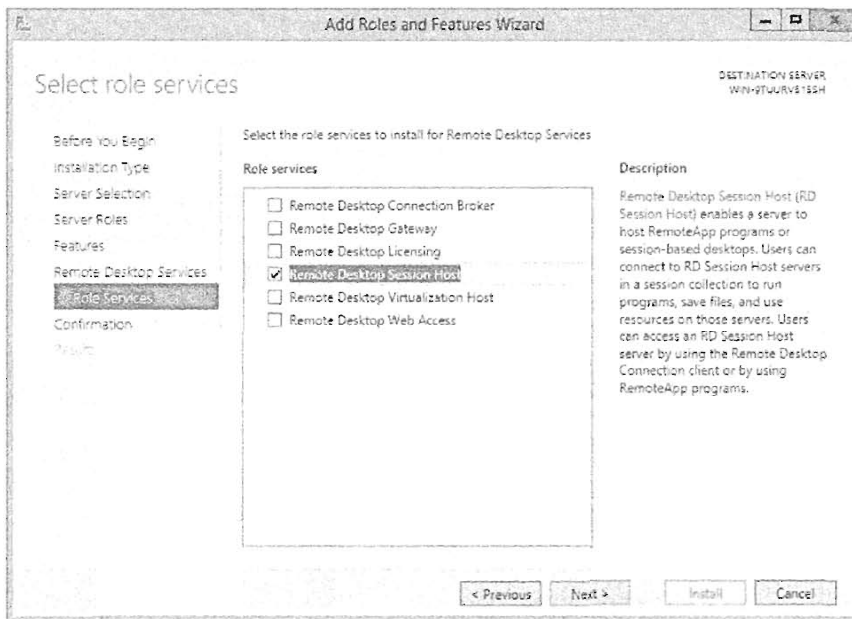 Add Roles and Features Wizard
Select role services
DESTINATION SERVER
Before You Begin
Installation Type
Server Selection
Server Roles
Features
Remote Desktop Services
Role Services
Confirmation
Results
Select the role services to install for Remote Desktop Services
Role services
Remote Desktop Connection Broker
Remote Desktop Gateway
Remote Desktop Licensing
Remote Desktop Session Host
Remote Desktop Virtualization Host
Remote Desktop Web Access
Description
Remote Desktop Session Host (RD
Session Host) enables a server to
host RemoteApp programs or
session-based desktops. Users can
connect to RD Session Host servers
in a session collection to run
programs, save files, and use
resources on those servers. Users
can access an RD Session Host
server by using the Remote Desktop
Connection client or by using
RemoteApp programs.
< Previous
Next >
Install
Cancel